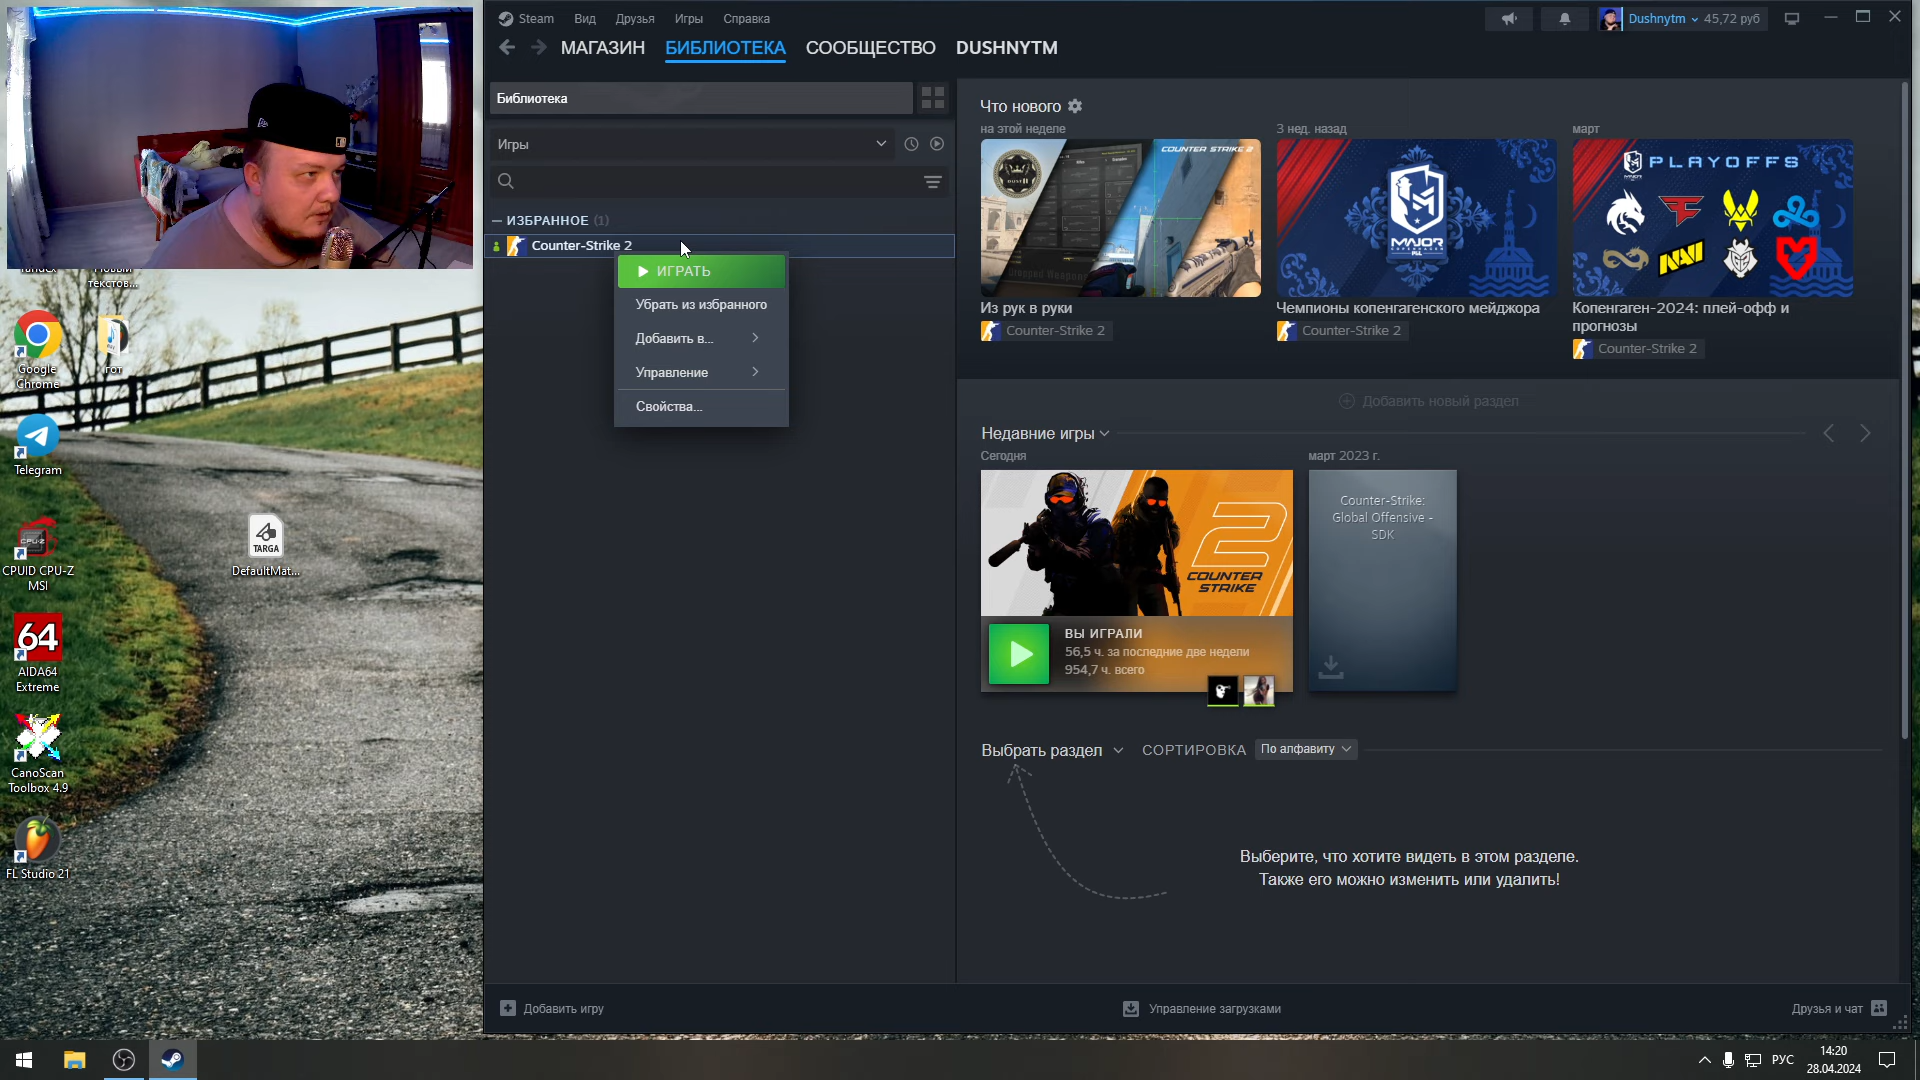 Steam
Вид
Друзья
Игры
Справка
Dushnytm
45,72 руб
МАГАЗИН
БИБЛИОТЕКА
СООБЩЕСТВО
DUSHNYTM
Библиотека
Игры
ИЗБРАННОЕ (1)
Counter-Strike 2
ИГРАТЬ
Убрать из избранного
Добавить в...
Управление
Свойства...
Что нового
на этой неделе
3 нед. назад
март
COUNTER STRIKE 2
MAJOR
PLAYOFFS
NAVI
Из рук в руки
Counter-Strike 2
Чемпионы копенгагенского мейджора
Counter-Strike 2
Копенгаген-2024: плей-офф и
прогнозы
Counter-Strike 2
Добавить новый раздел
Недавние игры
Сегодня
март 2023 г.
2
COUNTER
STRIKE
Counter-Strike:
Global Offensive -
SDK
ВЫ ИГРАЛИ
56,5 ч. за последние две недели
954,7 ч. всего
Выбрать раздел
СОРТИРОВКА
По алфавиту
Выберите, что хотите видеть в этом разделе.
Также его можно изменить или удалить!
Добавить игру
Управление загрузками
Друзья и чат
текстов...
Google
Chrome
гот
Telegram
CPU-Z
CPUID CPU-Z
MSI
TARGA
DefaultMat...
64
AIDA64
Extreme
CanoScan
Toolbox 4.9
FL Studio 21
РУС
14:20
28.04.2024